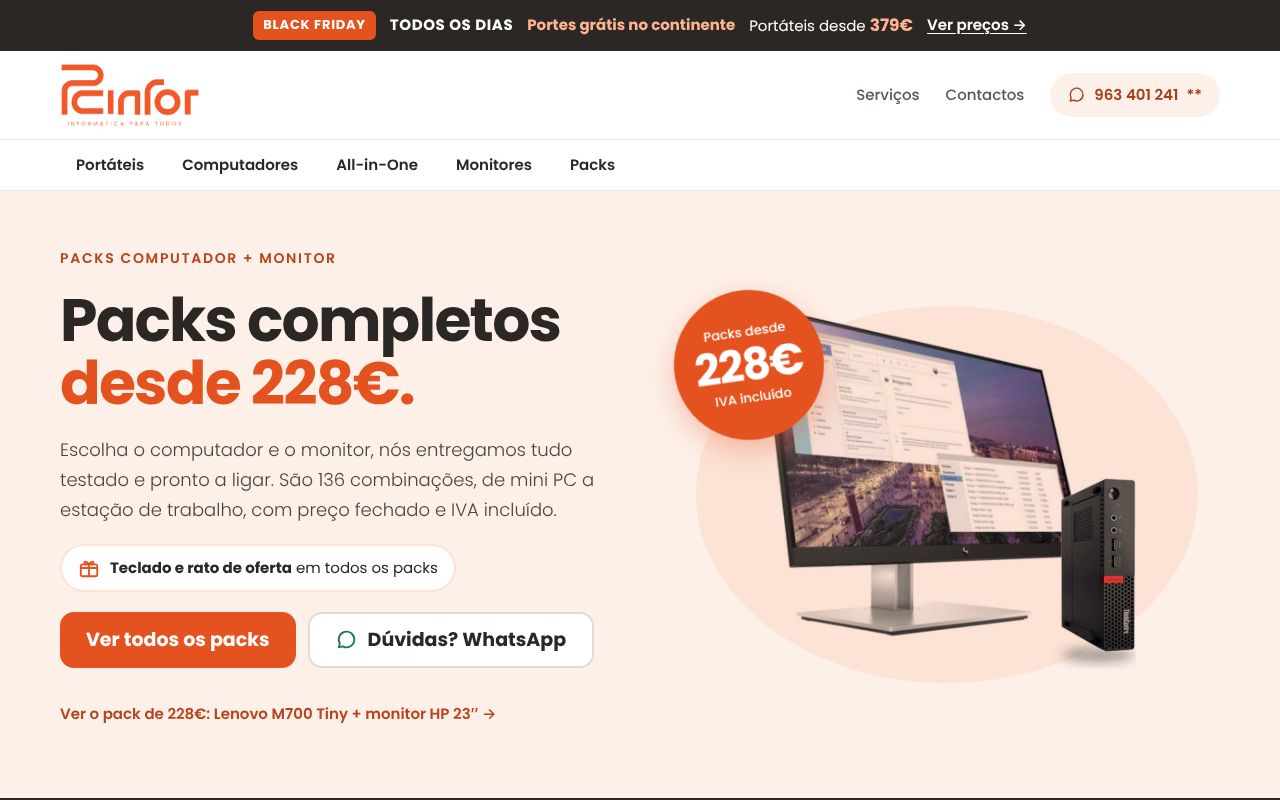 BLACK FRIDAY TODOS OS DIAS Portes grátis no continente Portáteis desde 379€ Ver preços →
PCinfor
INFORMÁTICA PARA TODOS
Serviços Contactos 963 401 241 **
Portáteis Computadores All-in-One Monitores Packs
PACKS COMPUTADOR + MONITOR
Packs completos
desde 228€.
Escolha o computador e o monitor, nós entregamos tudo
testado e pronto a ligar. São 136 combinações, de mini PC a
estação de trabalho, com preço fechado e IVA incluído.
Teclado e rato de oferta em todos os packs
Ver todos os packs
Dúvidas? WhatsApp
Ver o pack de 228€: Lenovo M700 Tiny + monitor HP 23″ →
Packs desde
228€
IVA incluído